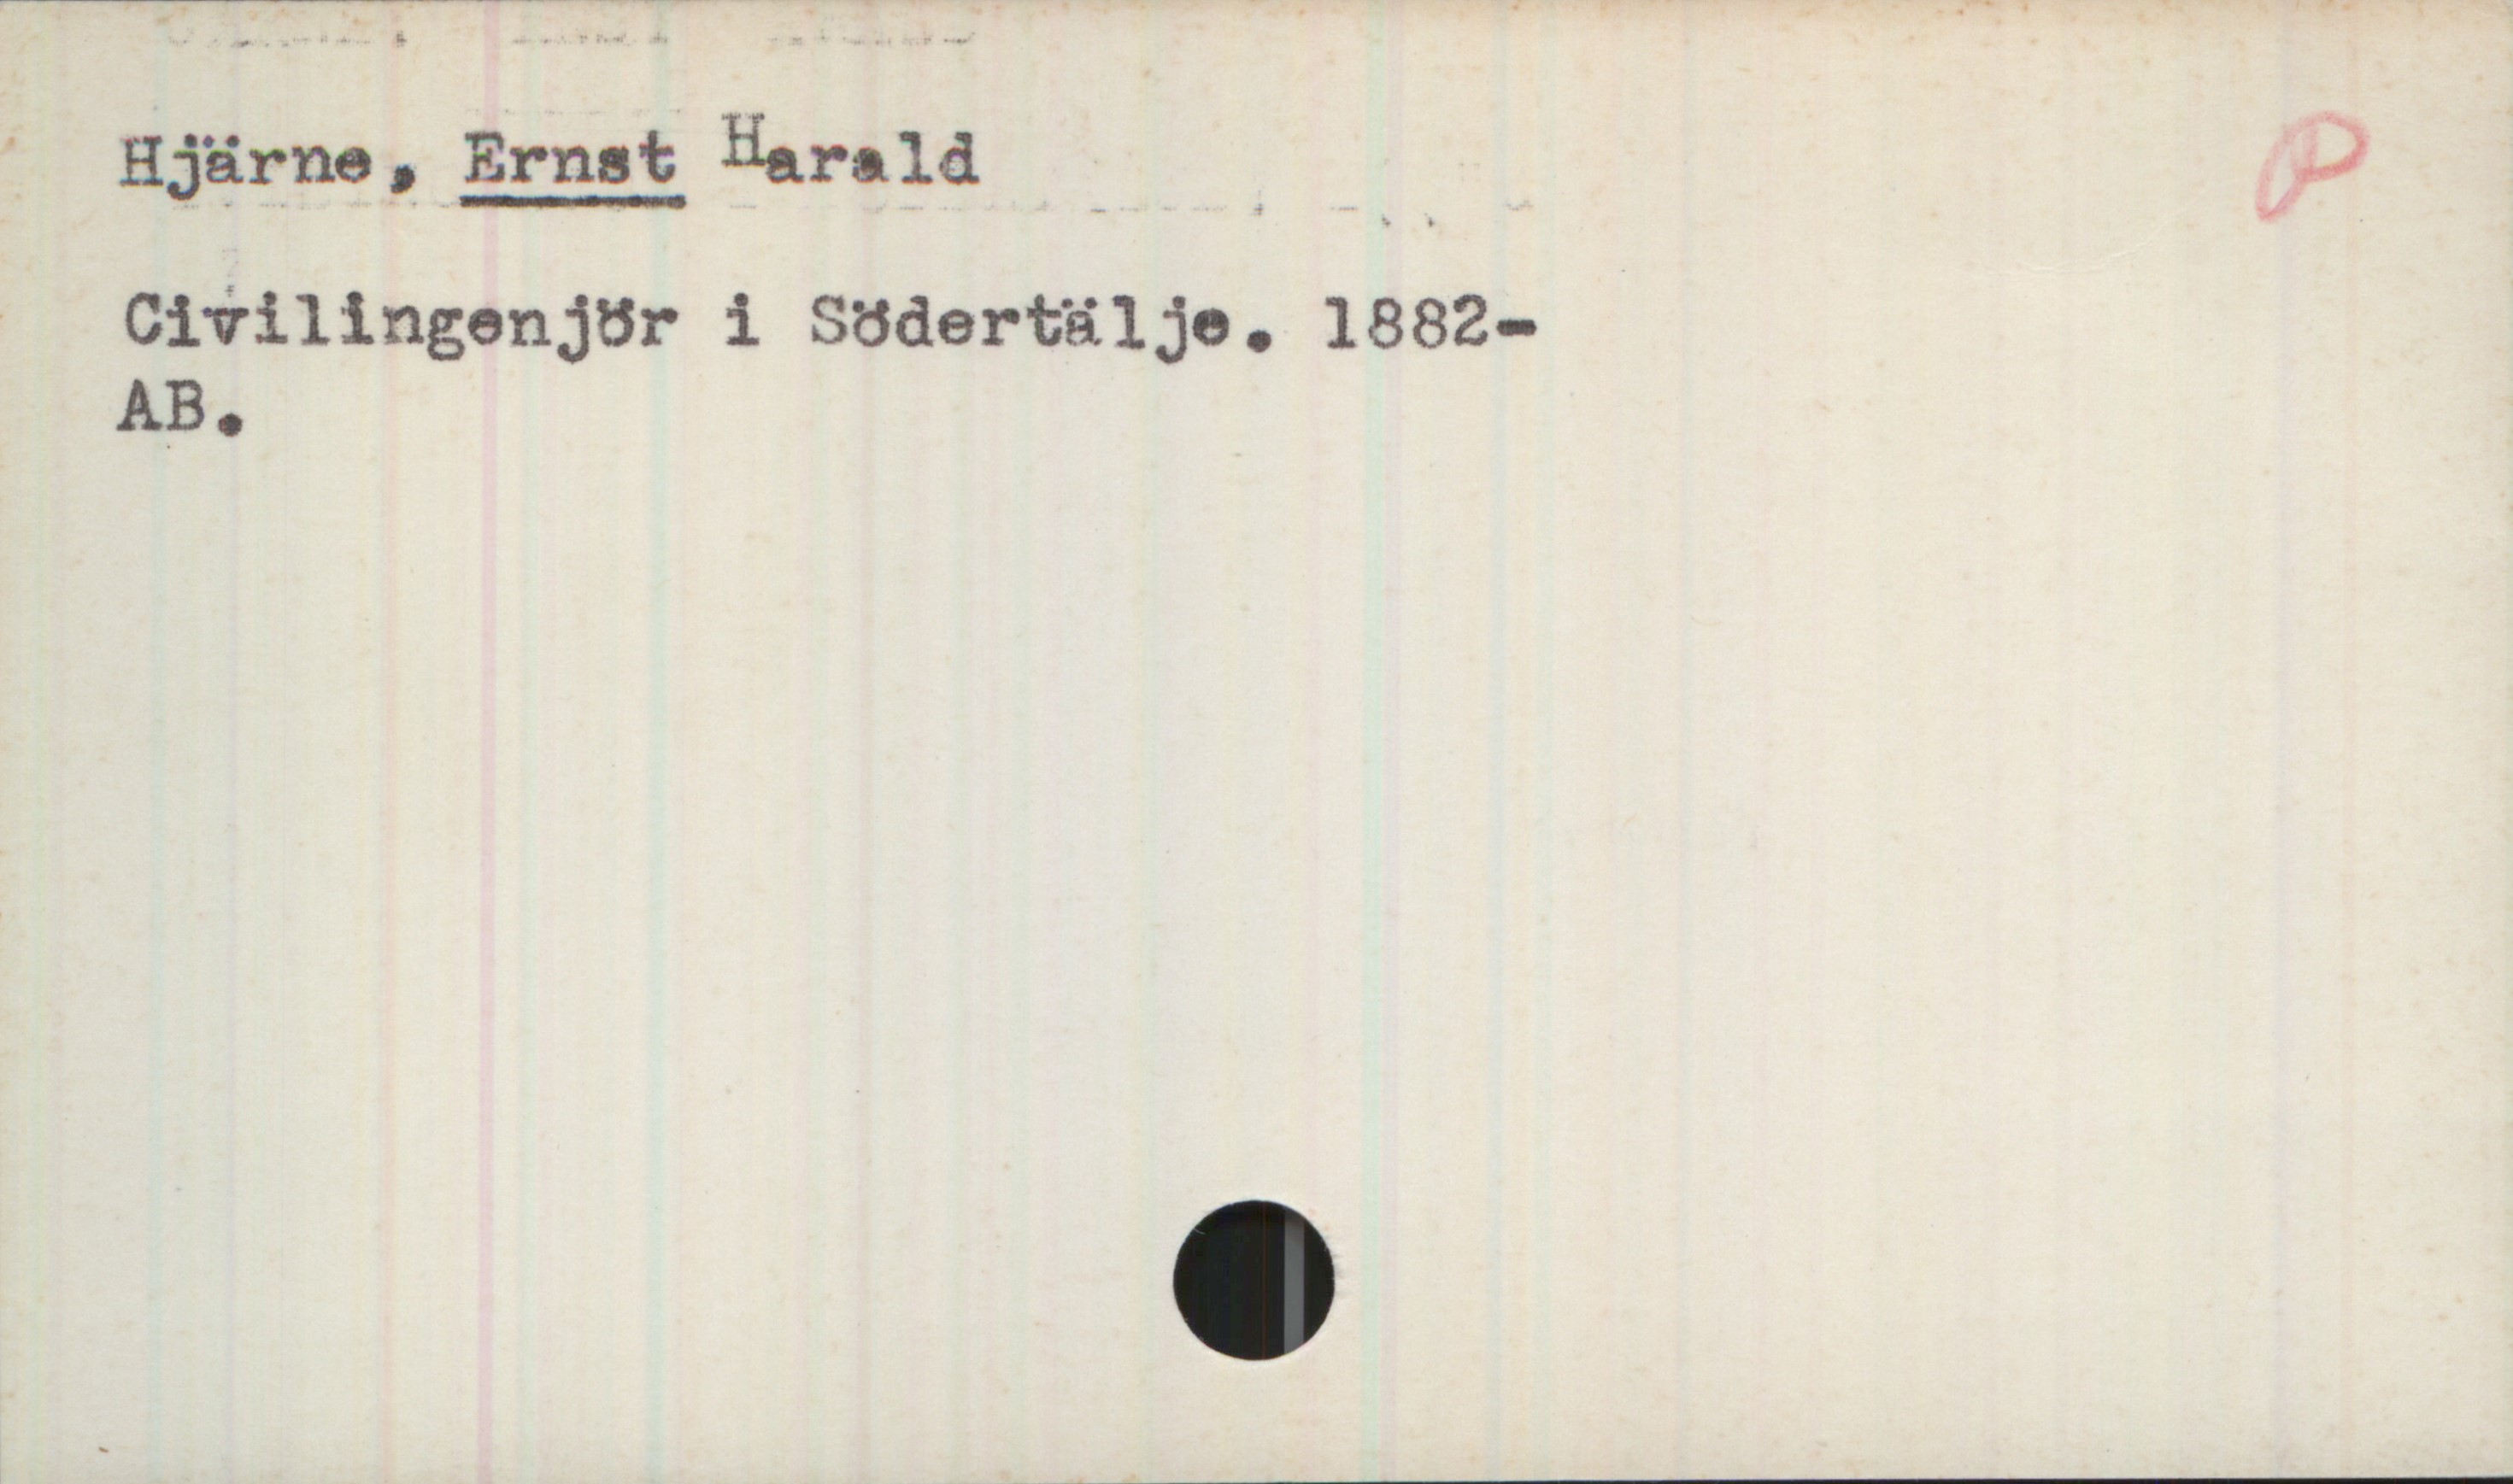 Hjärne, Ernst Harald
P
Civilingenjör i Södertälje. 1882-
AB.